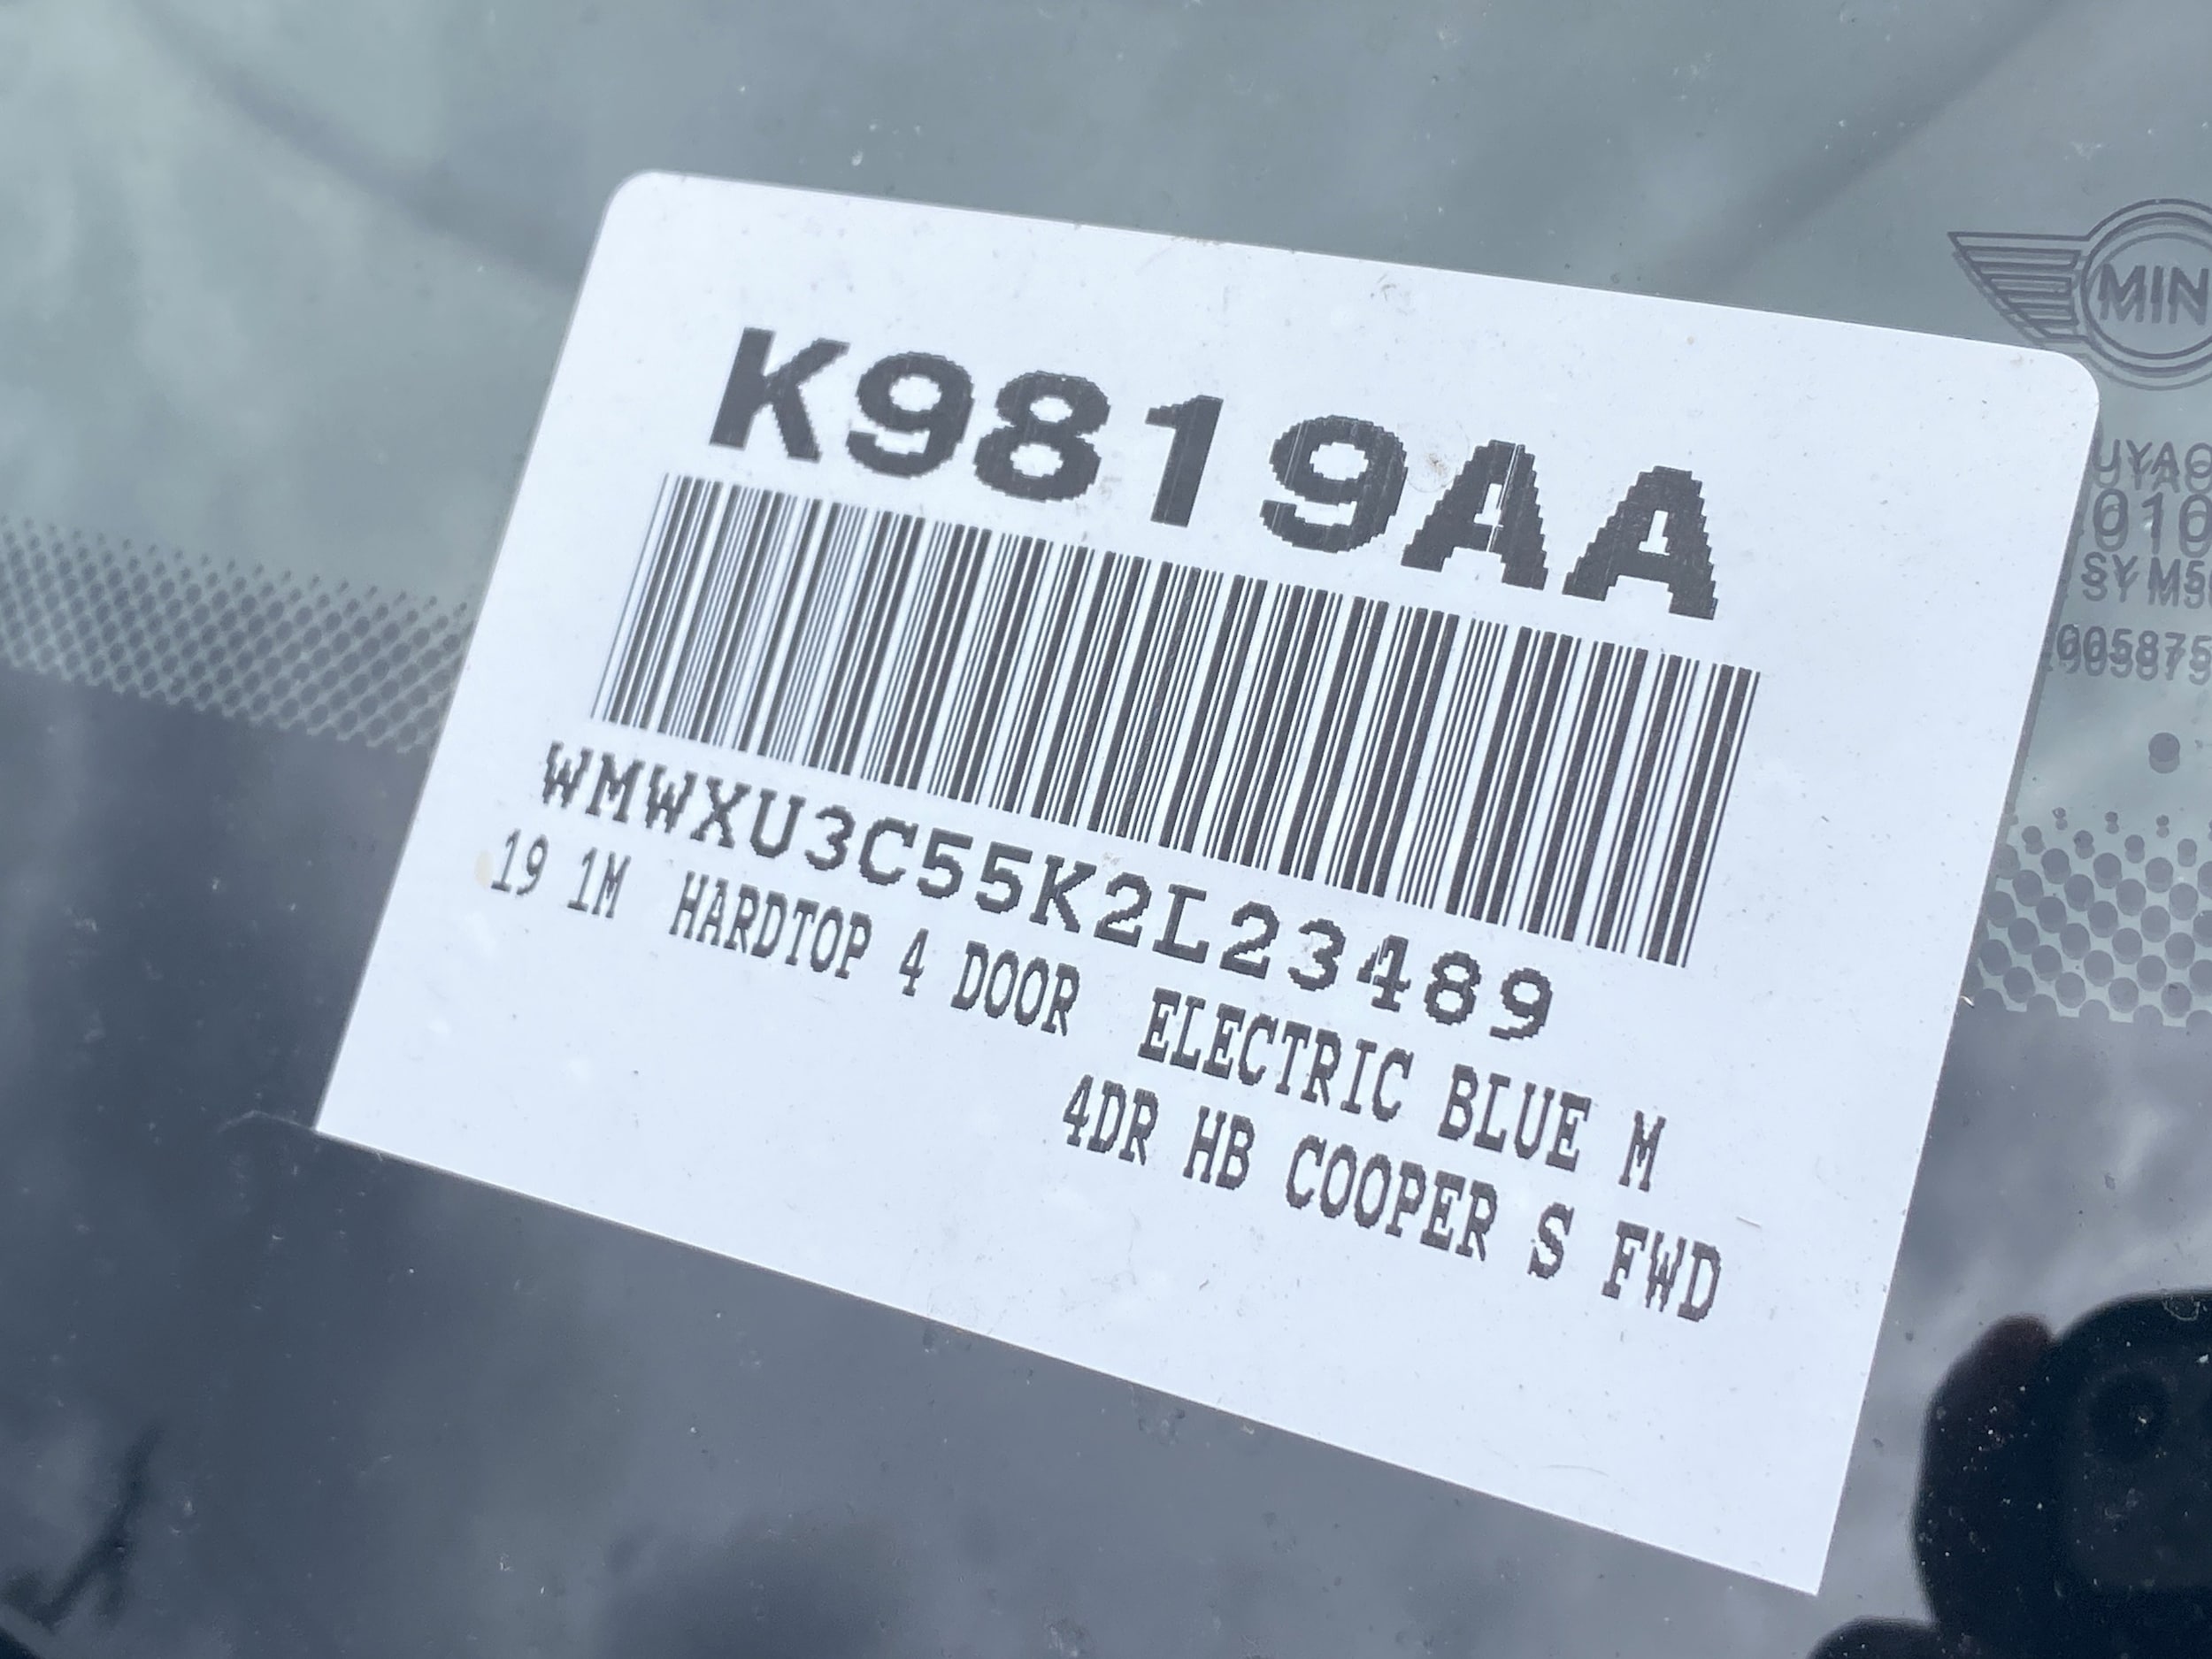 K9819AA
WMWXU3C55K2L23489
19 1M HARDTOP 4 DOOR ELECTRIC BLUE M
4DR HB COOPER S FWD